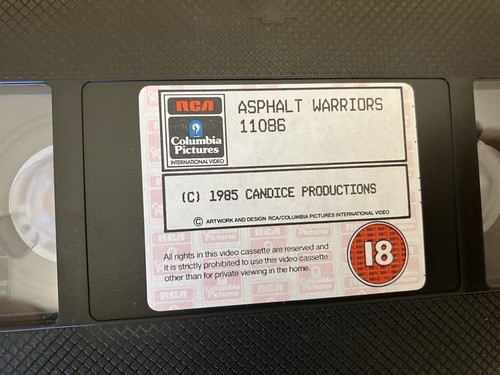 RCA
Columbia
Pictures
INTERNATIONAL VIDEO
ASPHALT WARRIORS
11086
(C) 1985 CANDICE PRODUCTIONS
© ARTWORK AND DESIGN RCA/COLUMBIA PICTURES INTERNATIONAL VIDEO
All rights in this video cassette are reserved and
it is strictly prohibited to use this video cassette
other than for private viewing in the home.
18